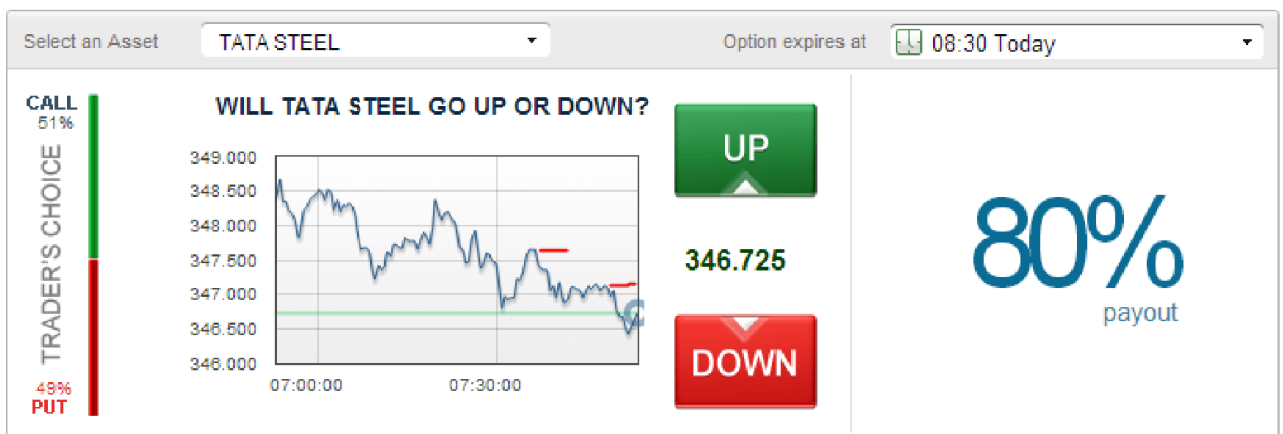 Select an Asset
TATA STEEL
Option expires at
08:30 Today
CALL
51%
TRADER'S CHOICE
49%
PUT
WILL TATA STEEL GO UP OR DOWN?
349.000
348.500
348.000
347.500
347.000
346.500
346.000
07:00:00
07:30:00
UP
346.725
DOWN
80%
payout